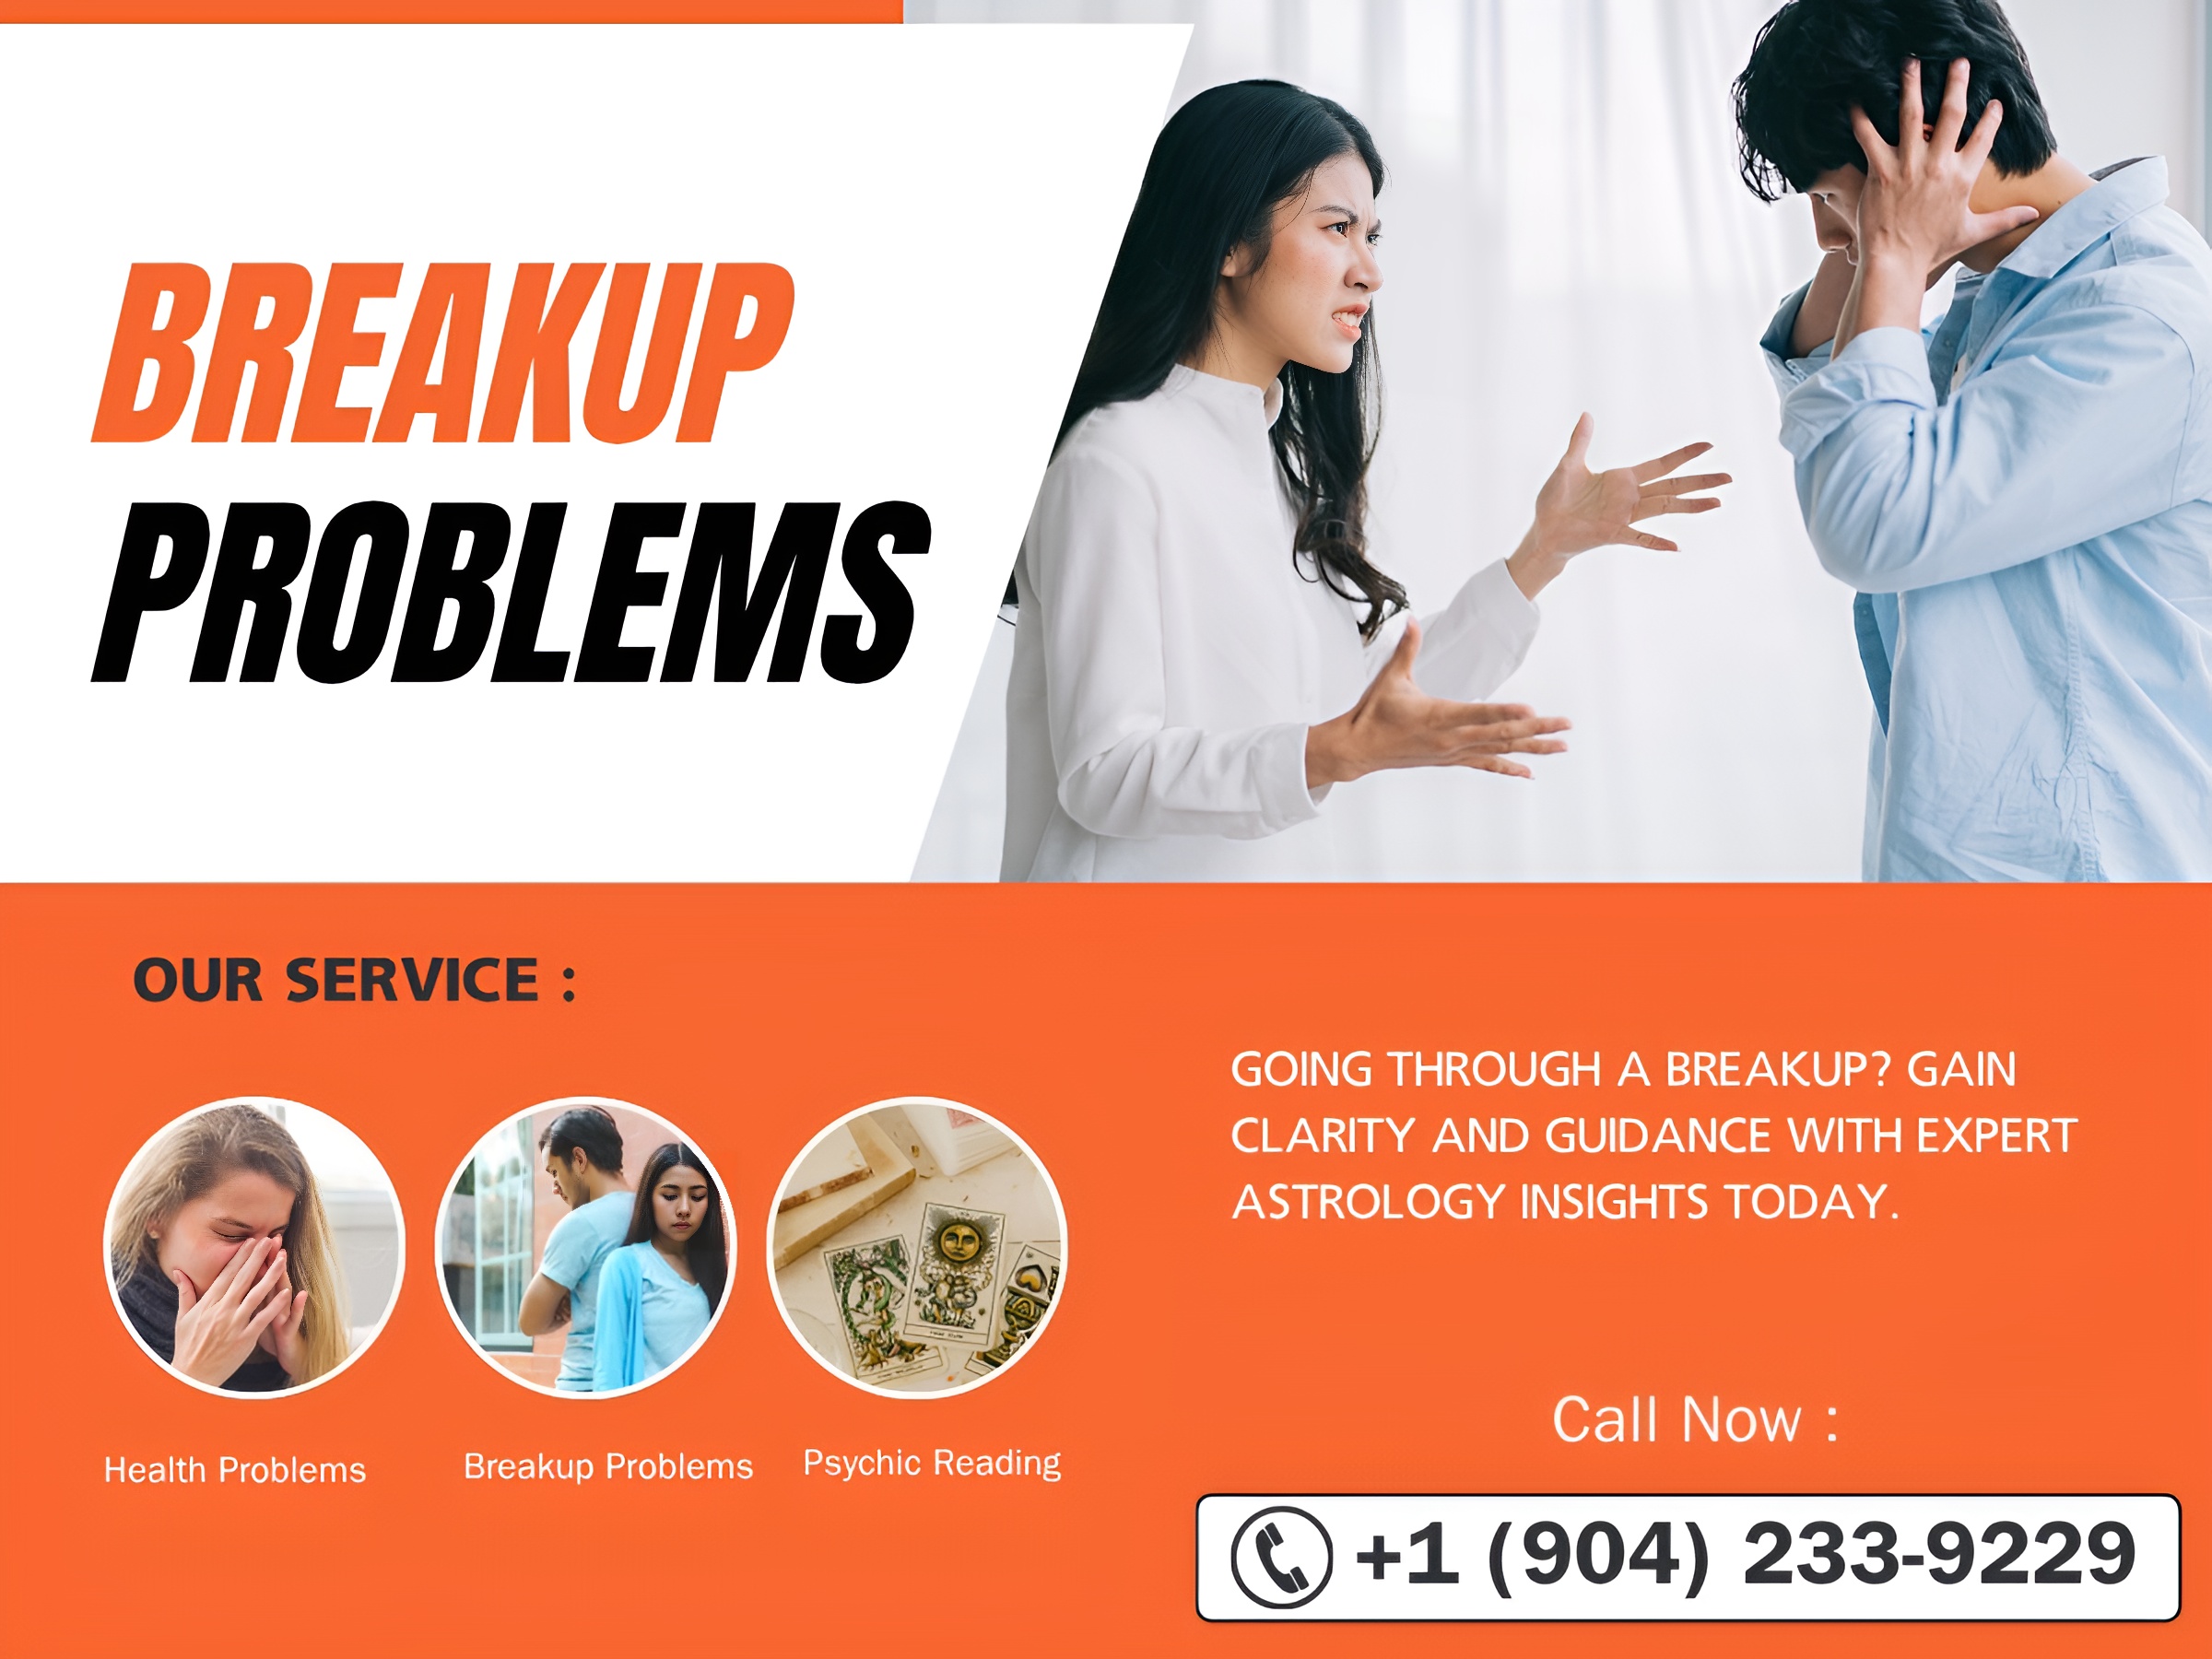 BREAKUP
PROBLEMS
OUR SERVICE :
Health Problems
Breakup Problems
Psychic Reading
GOING THROUGH A BREAKUP? GAIN
CLARITY AND GUIDANCE WITH EXPERT
ASTROLOGY INSIGHTS TODAY.
Call Now :
+1 (904) 233-9229